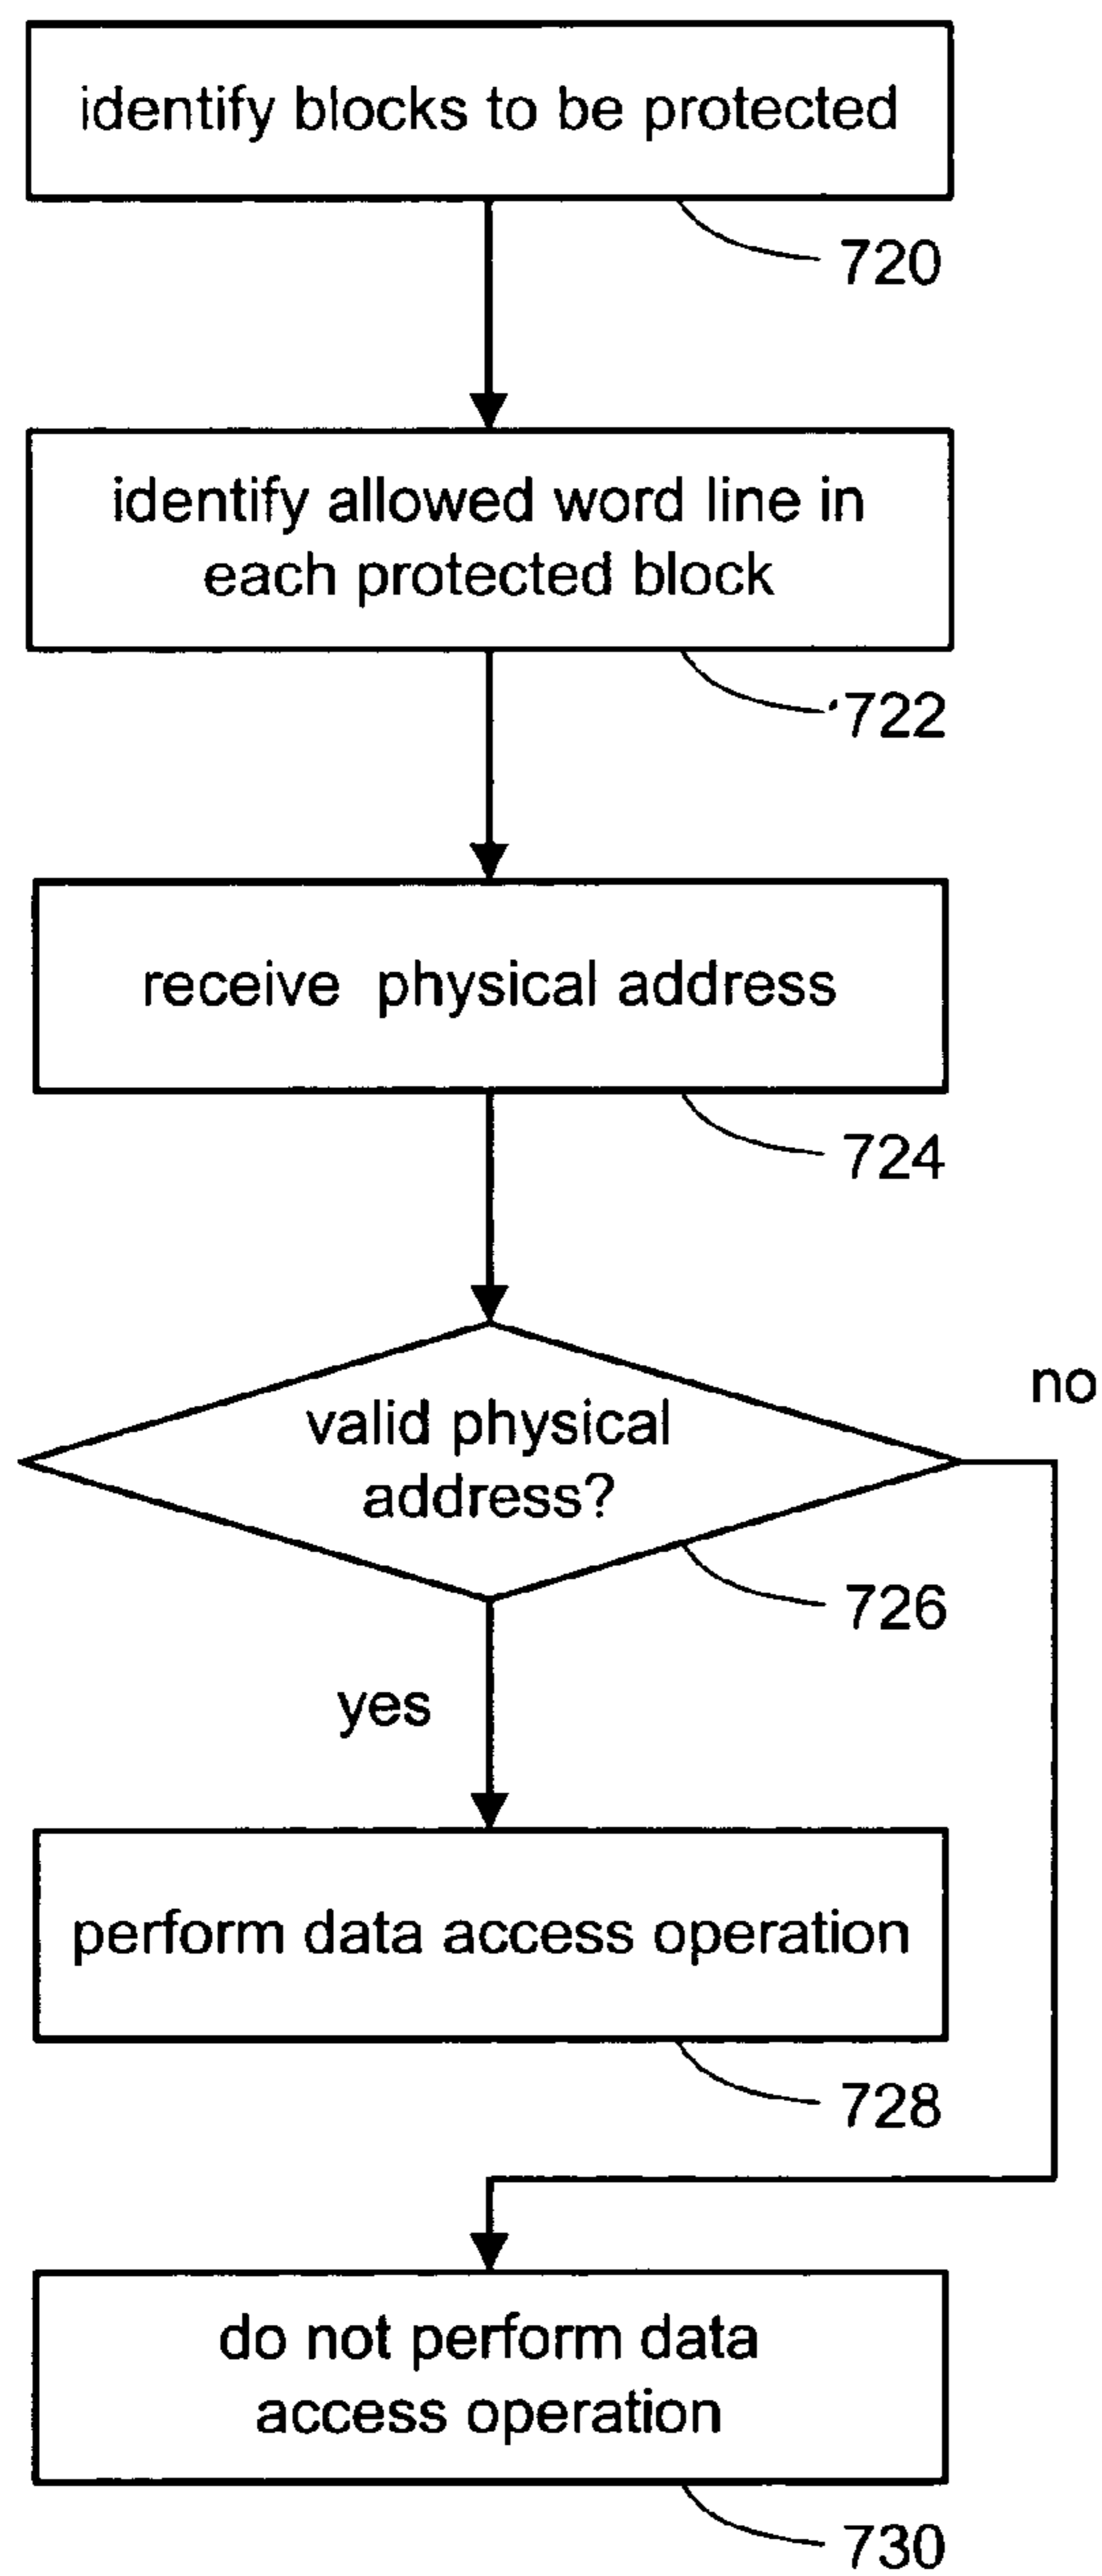 identify blocks to be protected
720
identify allowed word line in
each protected block
722
receive physical address
724
no
valid physical
address?
726
yes
perform data access operation
728
do not perform data
access operation
730